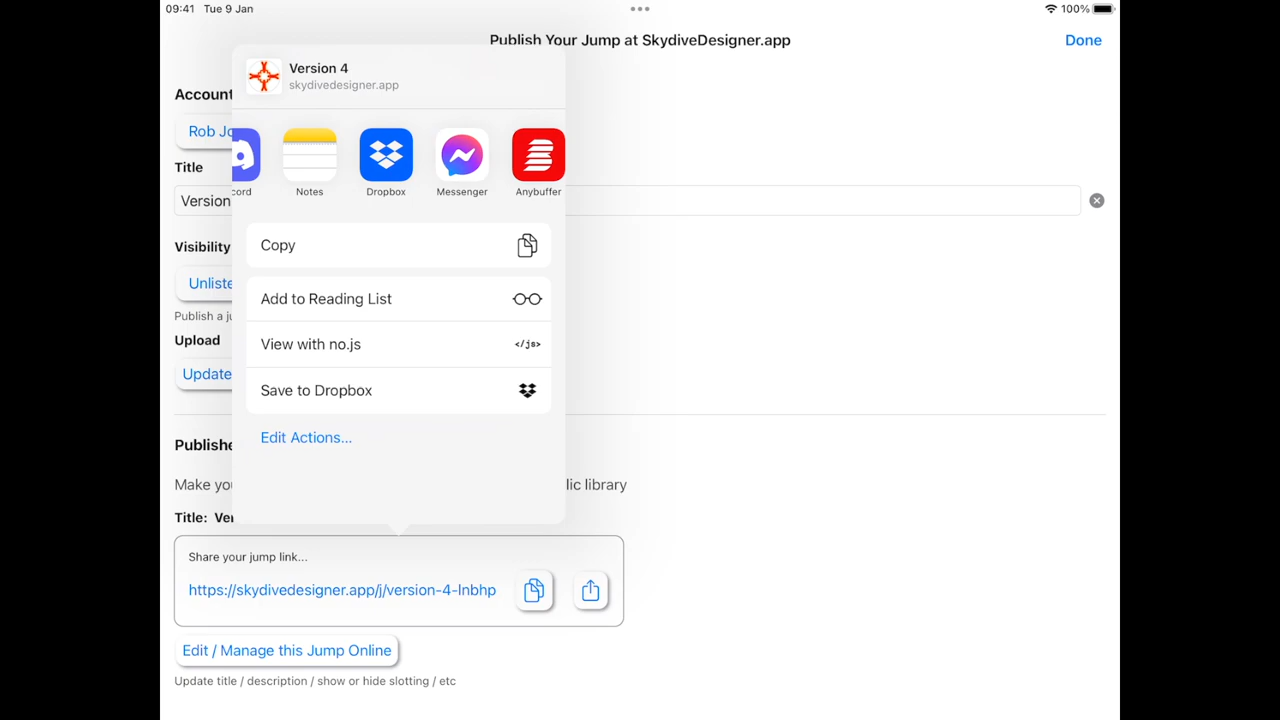 09:41 Tue 9 Jan
100%
Publish Your Jump at SkydiveDesigner.app
Done
Version 4
skydivedesigner.app
Account
Rob Jo
cord
Notes
Dropbox
Messenger
Anybuffer
Title
Version
Copy
Visibility
Unliste
Add to Reading List
Publish a ju
Upload
View with no.js
</js>
Update
Save to Dropbox
Edit Actions...
Publishe
Make you
lic library
Title: Ver
Share your jump link...
https://skydivedesigner.app/j/version-4-lnbhp
Edit / Manage this Jump Online
Update title / description / show or hide slotting / etc